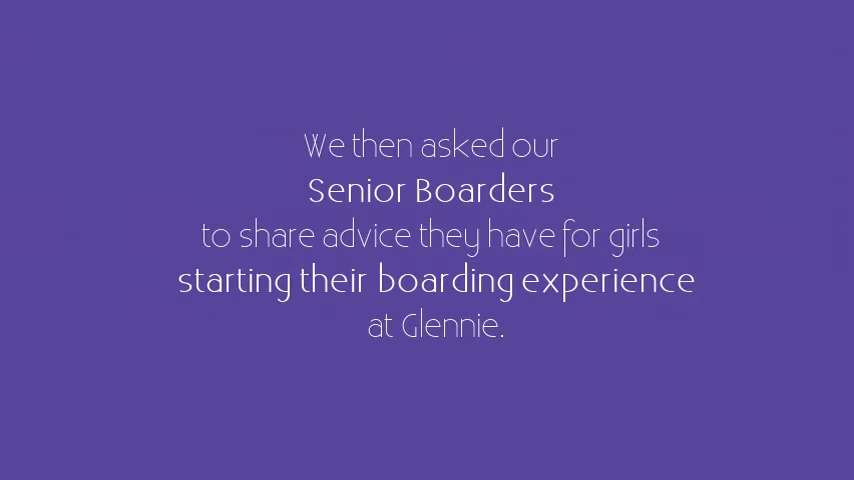 We then asked our
Senior Boarders
to share advice they have for girls
starting their boarding experience
at Glennie.